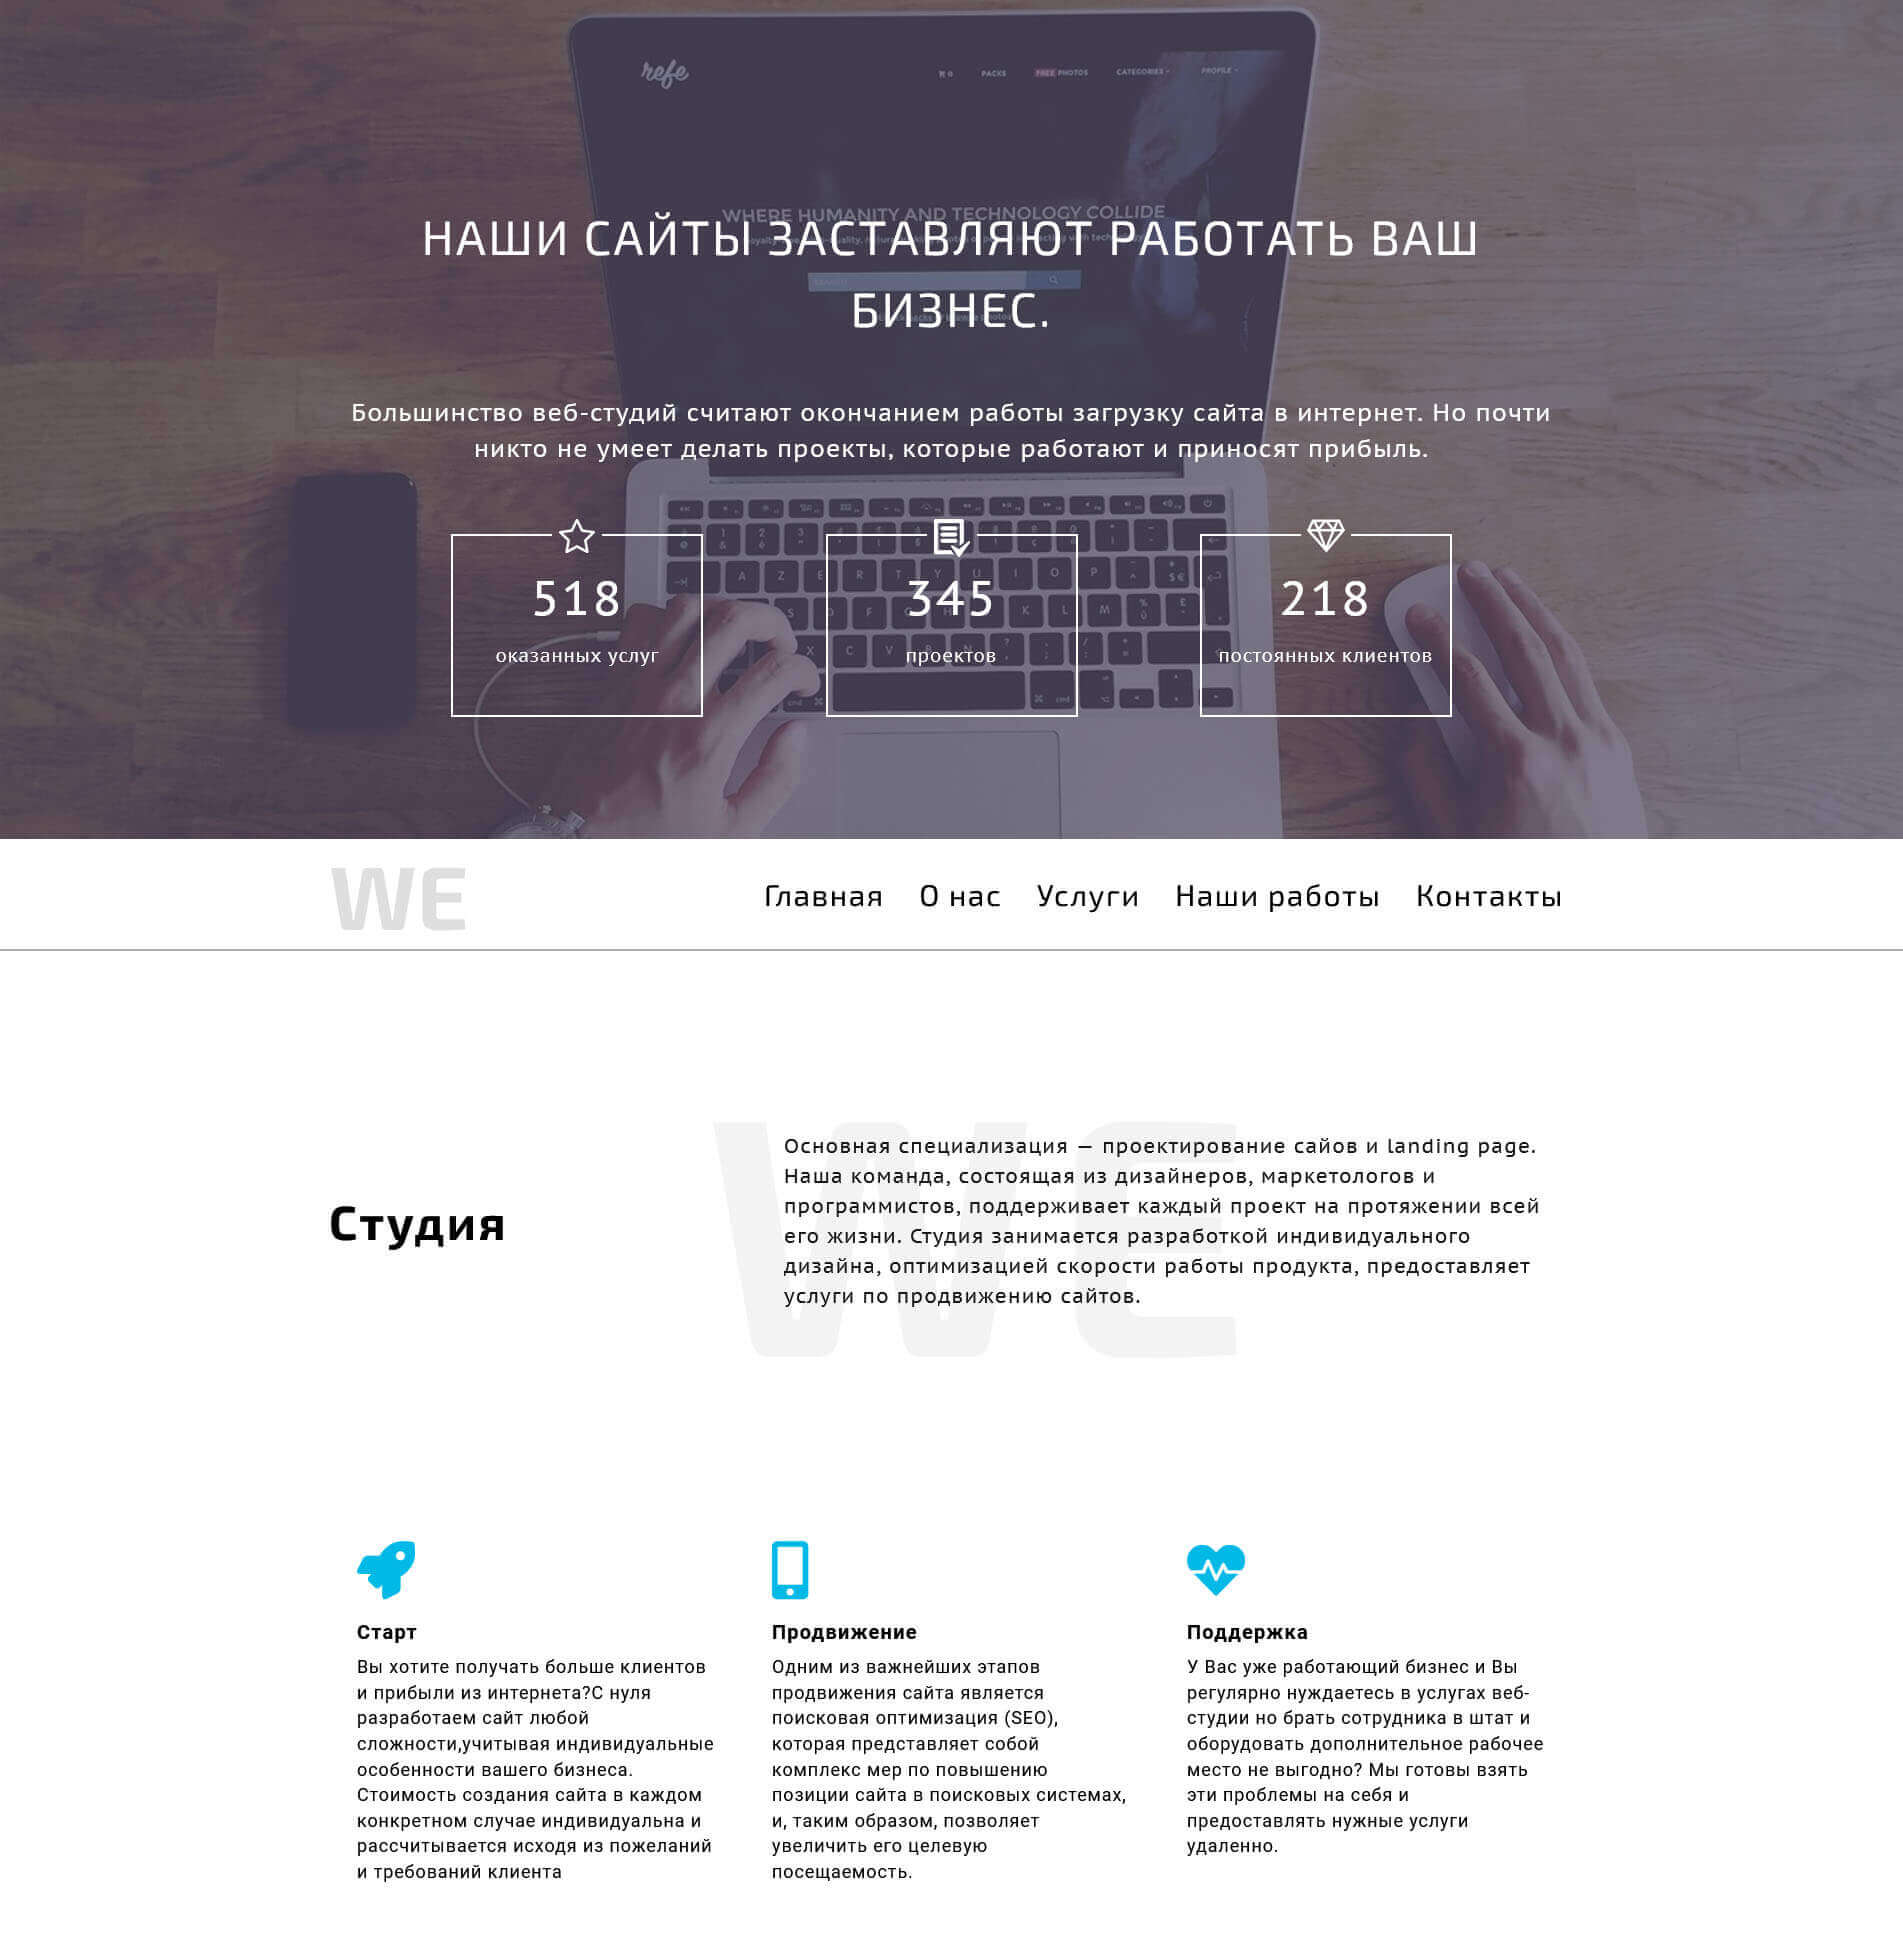 refe
0 PACKS FREE PHOTOS CATEGORIES PROFILE
WHERE HUMANITY AND TECHNOLOGY COLLIDE
НАШИ САЙТЫ ЗАСТАВЛЯЮТ РАБОТАТЬ ВАШ
БИЗНЕС.
Большинство веб-студий считают окончанием работы загрузку сайта в интернет. Но почти
никто не умеет делать проекты, которые работают и приносят прибыль.
518
оказанных услуг
345
проектов
218
постоянных клиентов
WE
Главная О нас Услуги Наши работы Контакты
WE
Студия
Основная специализация — проектирование сайов и landing page.
Наша команда, состоящая из дизайнеров, маркетологов и
программистов, поддерживает каждый проект на протяжении всей
его жизни. Студия занимается разработкой индивидуального
дизайна, оптимизацией скорости работы продукта, предоставляет
услуги по продвижению сайтов.
Старт
Вы хотите получать больше клиентов
и прибыли из интернета?С нуля
разработаем сайт любой
сложности,учитывая индивидуальные
особенности вашего бизнеса.
Стоимость создания сайта в каждом
конкретном случае индивидуальна и
рассчитывается исходя из пожеланий
и требований клиента
Продвижение
Одним из важнейших этапов
продвижения сайта является
поисковая оптимизация (SEO),
которая представляет собой
комплекс мер по повышению
позиции сайта в поисковых системах,
и, таким образом, позволяет
увеличить его целевую
посещаемость.
Поддержка
У Вас уже работающий бизнес и Вы
регулярно нуждаетесь в услугах веб-
студии но брать сотрудника в штат и
оборудовать дополнительное рабочее
место не выгодно? Мы готовы взять
эти проблемы на себя и
предоставлять нужные услуги
удаленно.